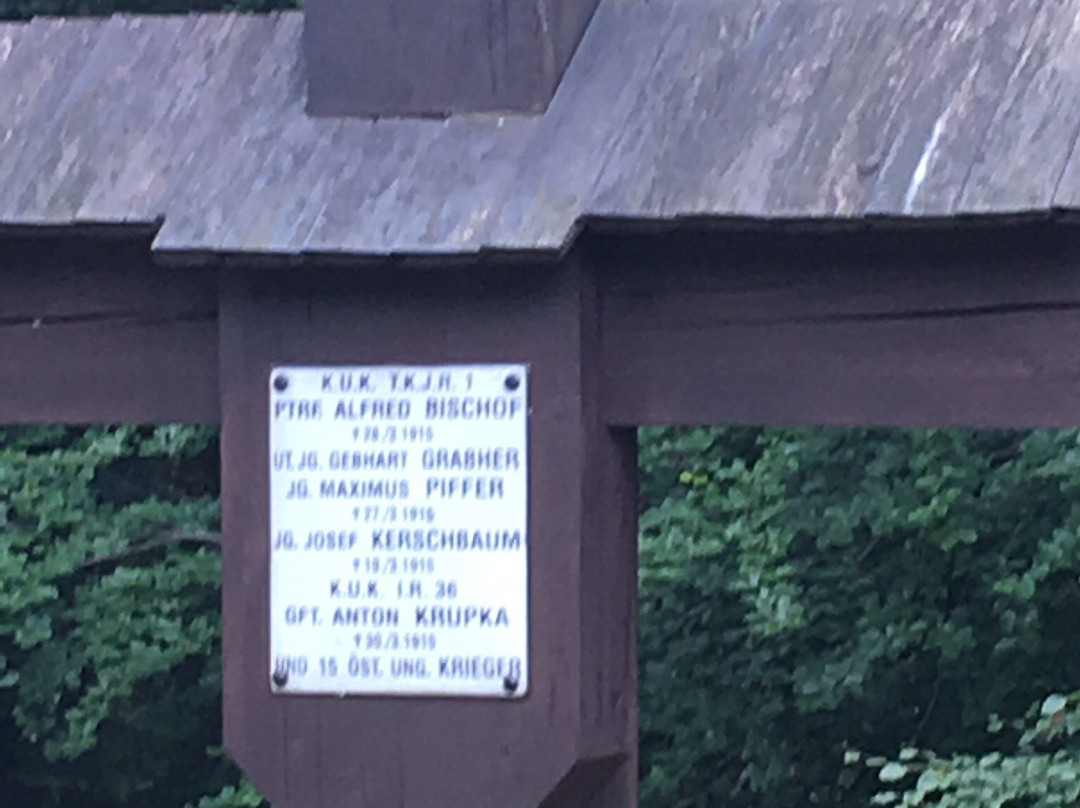 K.U.K. T.K.J.R. 1
PTRF. ALFRED BISCHOF
† 28./3.1915
UT.JG. GEBHART GRABHER
JG. MAXIMUS PIFFER
† 27./3.1915
JG. JOSEF KERSCHBAUM
† 19./3.1915
K.U.K. I.R. 36
GFT. ANTON KRUPKA
† 30./3.1915
UND 15 ÖST. UNG. KRIEGER